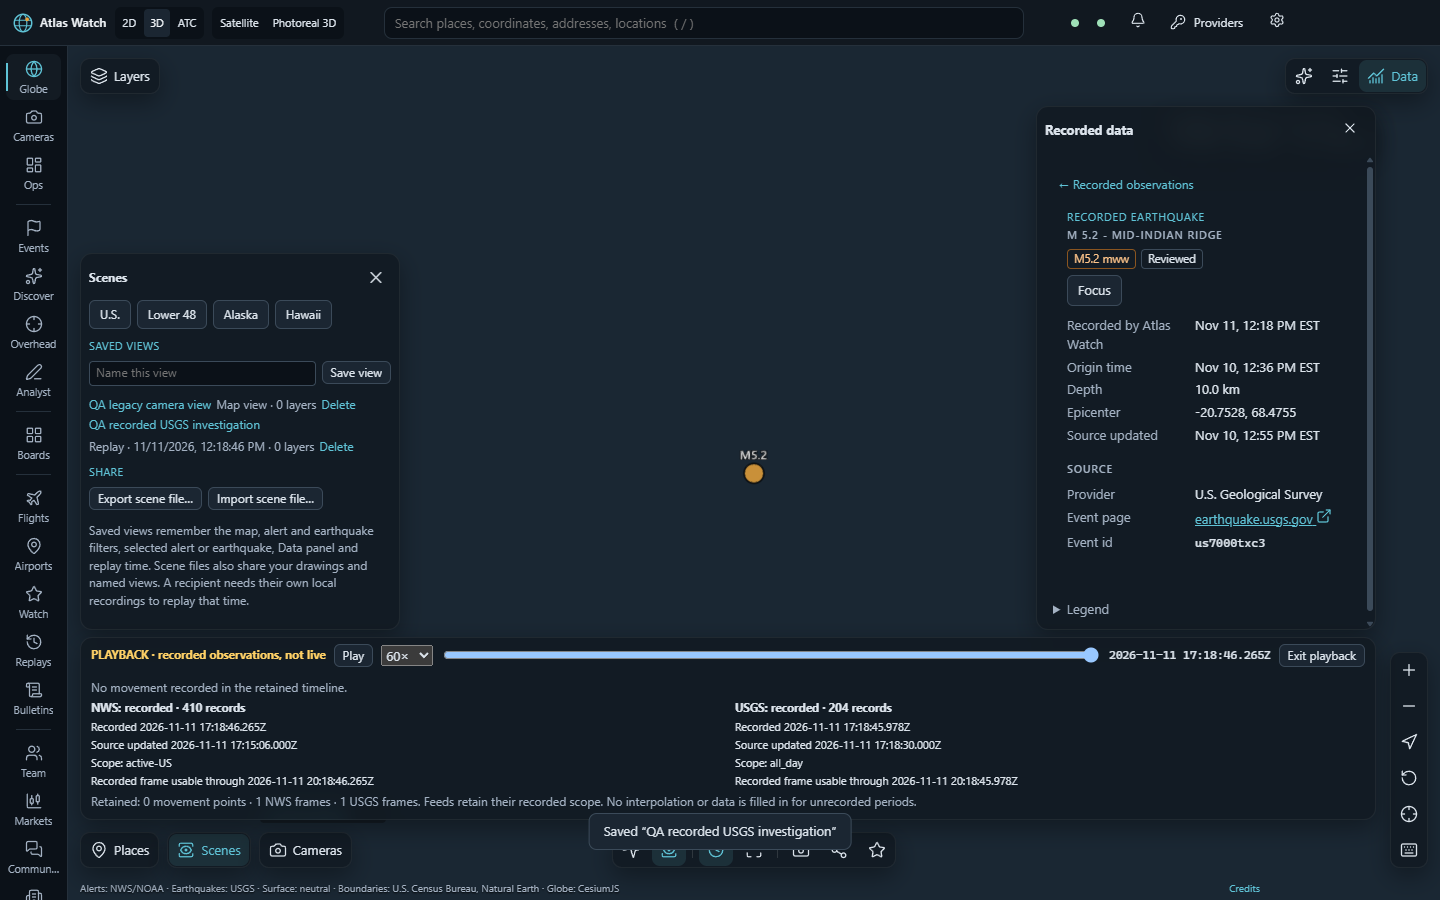 Atlas Watch
2D 3D ATC
Satellite Photoreal 3D
Search places, coordinates, addresses, locations ( / )
Providers
Globe
Cameras
Ops
Events
Discover
Overhead
Analyst
Boards
Flights
Airports
Watch
Replays
Bulletins
Team
Markets
Commun...
Layers
Data
Scenes
U.S. Lower 48 Alaska Hawaii
SAVED VIEWS
Name this view Save view
QA legacy camera view Map view · 0 layers Delete
QA recorded USGS investigation
Replay · 11/11/2026, 12:18:46 PM · 0 layers Delete
SHARE
Export scene file... Import scene file...
Saved views remember the map, alert and earthquake
filters, selected alert or earthquake, Data panel and
replay time. Scene files also share your drawings and
named views. A recipient needs their own local
recordings to replay that time.
M5.2
Recorded data
← Recorded observations
RECORDED EARTHQUAKE
M 5.2 - MID-INDIAN RIDGE
M5.2 mww Reviewed
Focus
Recorded by Atlas Watch Nov 11, 12:18 PM EST
Origin time Nov 10, 12:36 PM EST
Depth 10.0 km
Epicenter -20.7528, 68.4755
Source updated Nov 10, 12:55 PM EST
SOURCE
Provider U.S. Geological Survey
Event page earthquake.usgs.gov
Event id us7000txc3
Legend
PLAYBACK · recorded observations, not live Play 60× 2026-11-11 17:18:46.265Z Exit playback
No movement recorded in the retained timeline.
NWS: recorded · 410 records
Recorded 2026-11-11 17:18:46.265Z
Source updated 2026-11-11 17:15:06.000Z
Scope: active-US
Recorded frame usable through 2026-11-11 20:18:46.265Z
USGS: recorded · 204 records
Recorded 2026-11-11 17:18:45.978Z
Source updated 2026-11-11 17:18:30.000Z
Scope: all_day
Recorded frame usable through 2026-11-11 20:18:45.978Z
Retained: 0 movement points · 1 NWS frames · 1 USGS frames. Feeds retain their recorded scope. No interpolation or data is filled in for unrecorded periods.
Saved “QA recorded USGS investigation”
Places Scenes Cameras
Alerts: NWS/NOAA · Earthquakes: USGS · Surface: neutral · Boundaries: U.S. Census Bureau, Natural Earth · Globe: CesiumJS
Credits